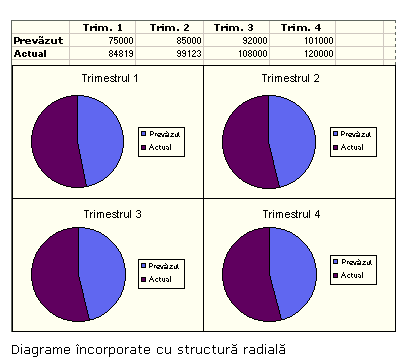 Trim. 1 Trim. 2 Trim. 3 Trim. 4
Prevăzut 75000 85000 92000 101000
Actual 84819 99123 108000 120000
Trimestrul 1 Trimestrul 2
Prevăzut Prevăzut
Actual Actual
Trimestrul 3 Trimestrul 4
Prevăzut Prevăzut
Actual Actual
Diagrame încorporate cu structură radială